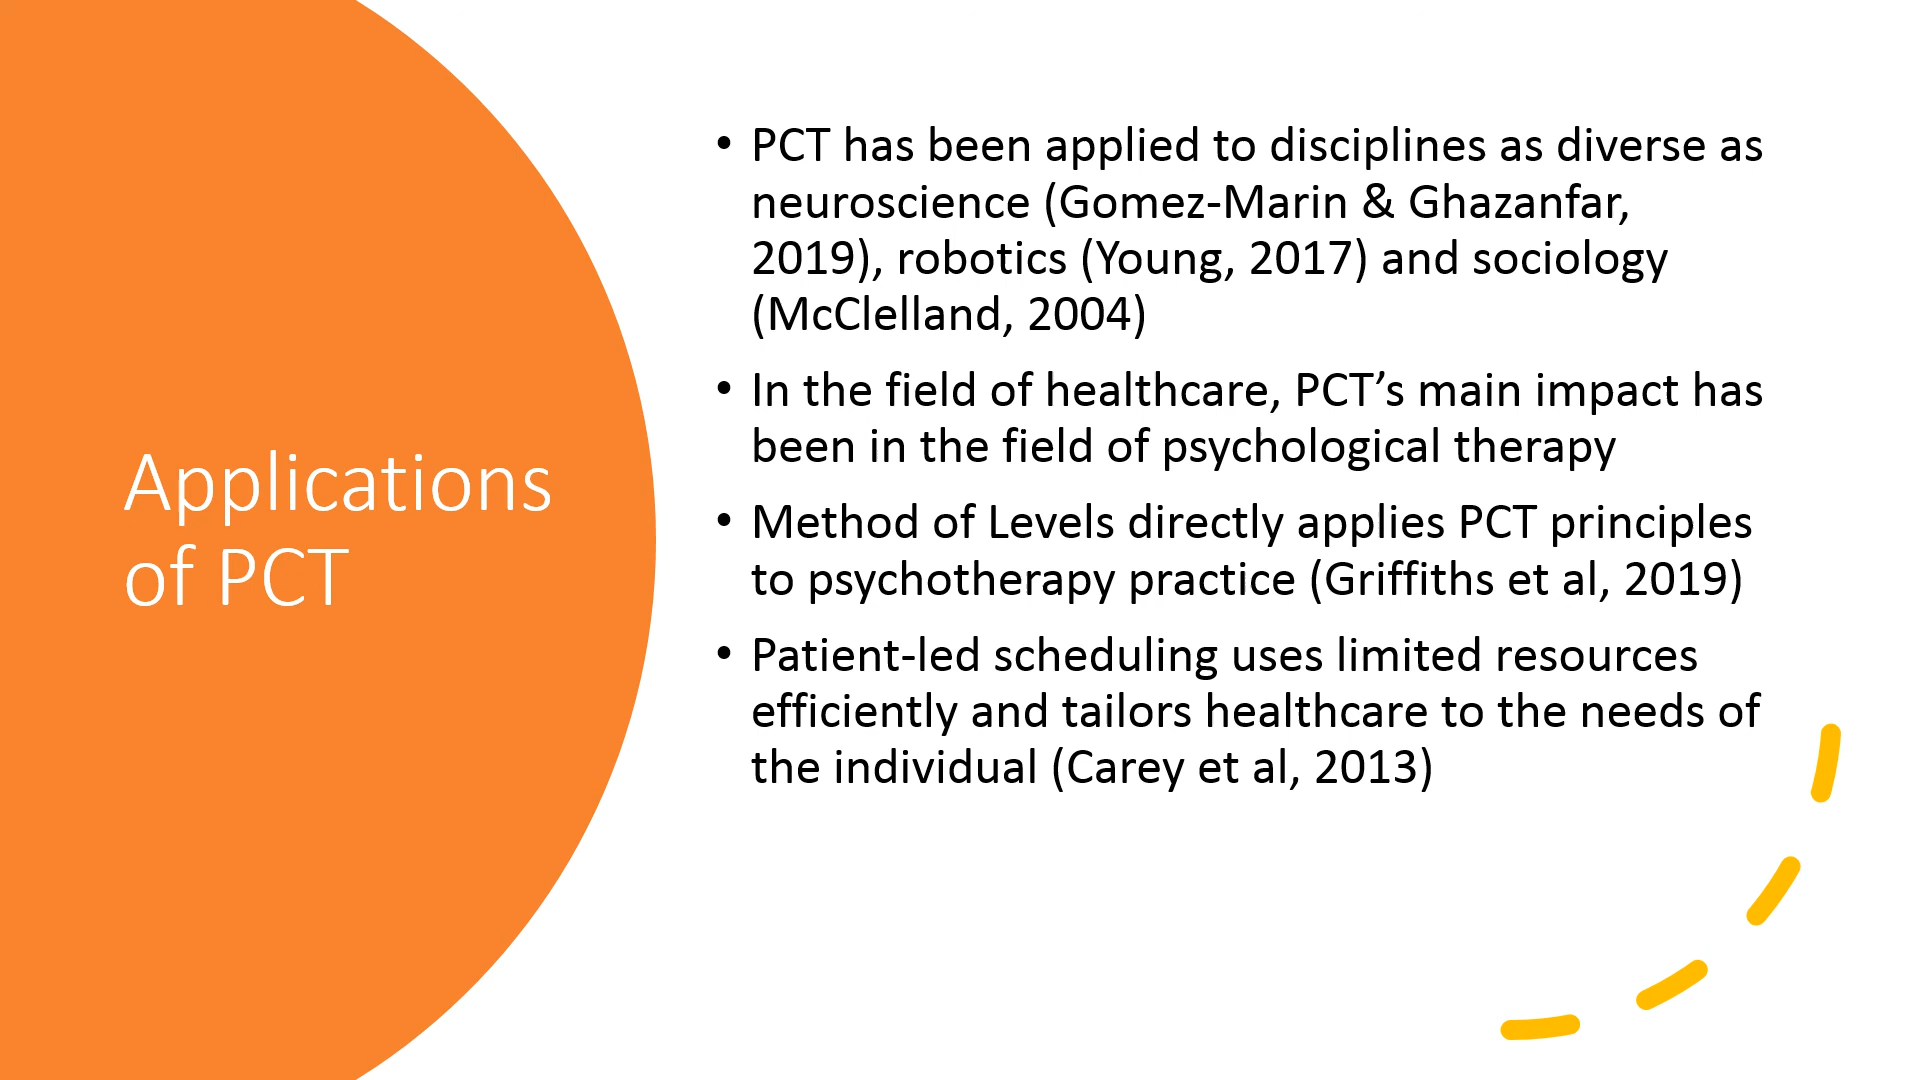 Applications
of PCT
• PCT has been applied to disciplines as diverse as
neuroscience (Gomez-Marin & Ghazanfar,
2019), robotics (Young, 2017) and sociology
(McClelland, 2004)
• In the field of healthcare, PCT’s main impact has
been in the field of psychological therapy
• Method of Levels directly applies PCT principles
to psychotherapy practice (Griffiths et al, 2019)
• Patient-led scheduling uses limited resources
efficiently and tailors healthcare to the needs of
the individual (Carey et al, 2013)